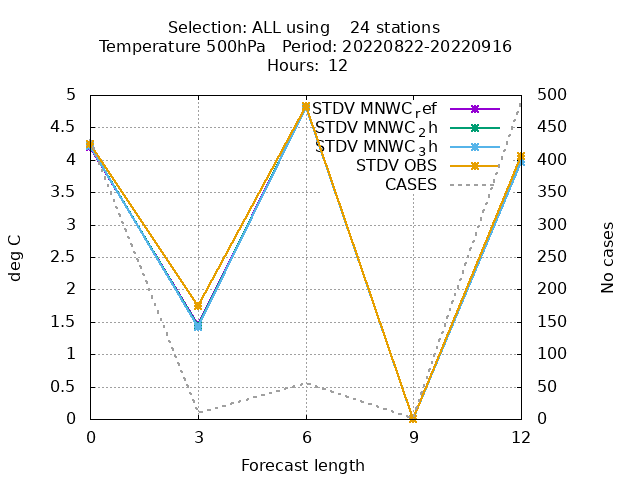 Selection: ALL using    24 stations
Temperature 500hPa   Period: 20220822-20220916
Hours:  12
5 500
4.5 450
4 400
3.5 350
3 300
2.5 250
2 200
1.5 150
1 100
0.5 50
0 0
STDV MNWC_ref
STDV MNWC_2h
STDV MNWC_3h
STDV OBS
CASES
deg C
No cases
0 3 6 9 12
Forecast length